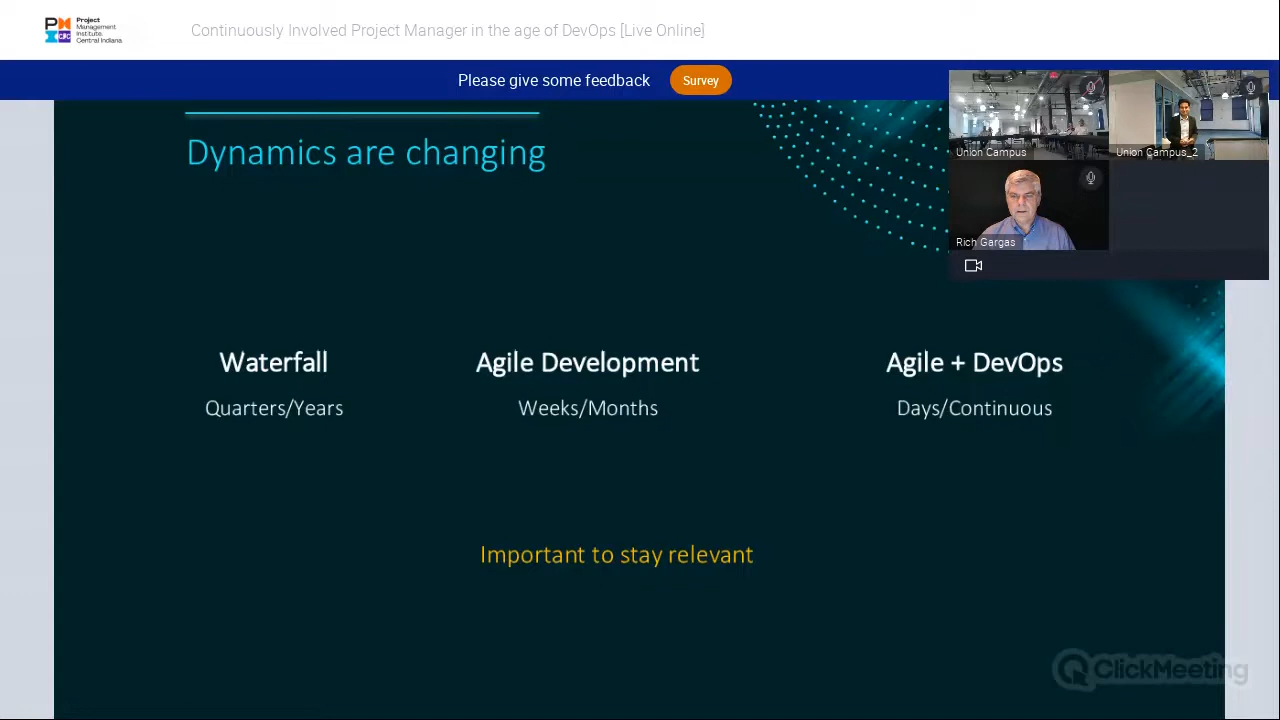 Project
Management
Institute.
Central Indiana
Continuously Involved Project Manager in the age of DevOps [Live Online]
Please give some feedback
Survey
Union Campus
Union Campus_2
Rich Gargas
Dynamics are changing
Waterfall
Agile Development
Agile + DevOps
Quarters/Years
Weeks/Months
Days/Continuous
Important to stay relevant
ClickMeeting